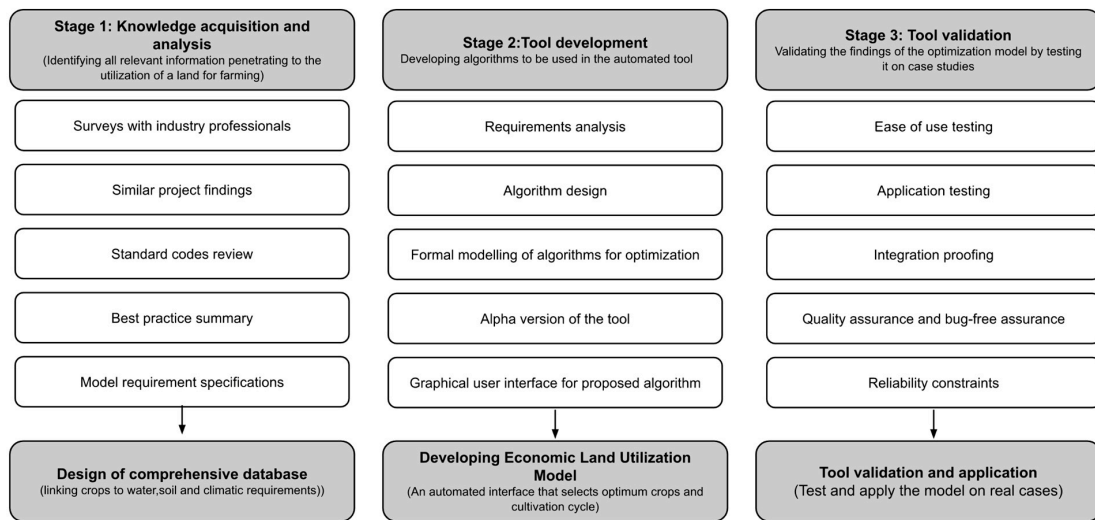 Stage 1: Knowledge acquisition and
analysis
(Identifying all relevant information penetrating to the
utilization of a land for farming)
Surveys with industry professionals
Similar project findings
Standard codes review
Best practice summary
Model requirement specifications
Design of comprehensive database
(linking crops to water,soil and climatic requirements))
Stage 2:Tool development
Developing algorithms to be used in the automated tool
Requirements analysis
Algorithm design
Formal modelling of algorithms for optimization
Alpha version of the tool
Graphical user interface for proposed algorithm
Developing Economic Land Utilization
Model
(An automated interface that selects optimum crops and
cultivation cycle)
Stage 3: Tool validation
Validating the findings of the optimization model by testing
it on case studies
Ease of use testing
Application testing
Integration proofing
Quality assurance and bug-free assurance
Reliability constraints
Tool validation and application
(Test and apply the model on real cases)